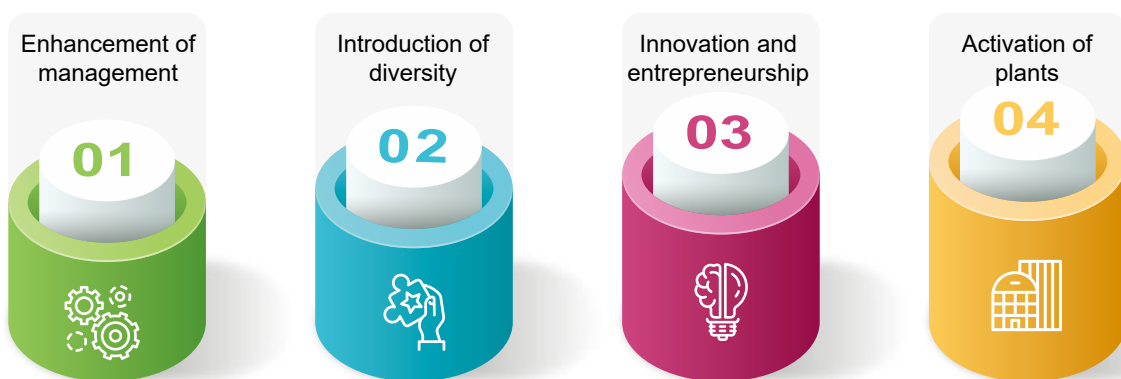 Enhancement of
management
01
Introduction of
diversity
02
Innovation and
entrepreneurship
03
Activation of
plants
04